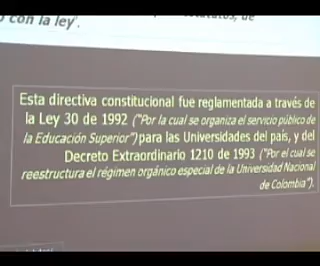 con la ley".
Esta directiva constitucional fue reglamentada a través de
la Ley 30 de 1992 ("Por la cual se organiza el servicio público de
la Educación Superior") para las Universidades del país, y del
Decreto Extraordinario 1210 de 1993 ("Por el cual se
reestructura el régimen orgánico especial de la Universidad Nacional
de Colombia").